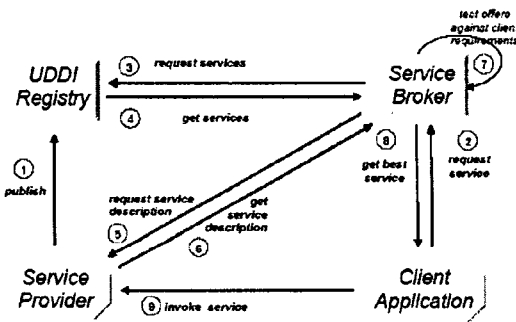 test offers
against client
requirements
7
3 request services
UDDI
Registry
Service
Broker
4 get services
1
publish
8
get best
service
2
request
service
request service
description
5
get
service
description
6
Service
Provider
Client
Application
9 invoke service